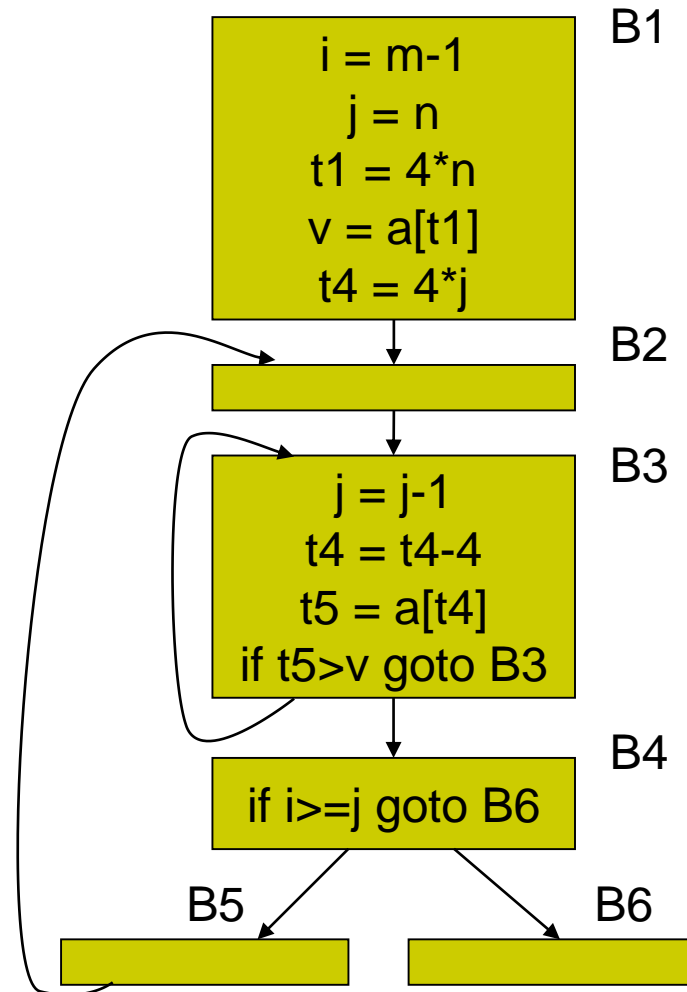 B1
i = m-1
j = n
t1 = 4*n
v = a[t1]
t4 = 4*j
B2
B3
j = j-1
t4 = t4-4
t5 = a[t4]
if t5>v goto B3
B4
if i>=j goto B6
B5
B6